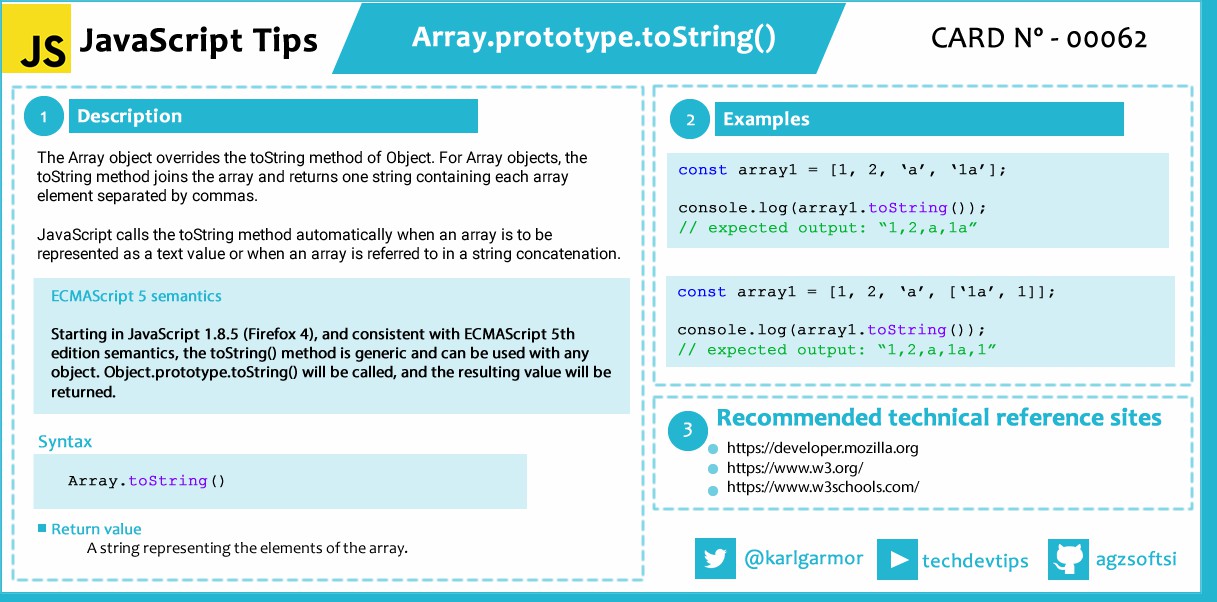 JS JavaScript Tips
Array.prototype.toString()
CARD Nº - 00062
1 Description
The Array object overrides the toString method of Object. For Array objects, the
toString method joins the array and returns one string containing each array
element separated by commas.
JavaScript calls the toString method automatically when an array is to be
represented as a text value or when an array is referred to in a string concatenation.
ECMAScript 5 semantics
Starting in JavaScript 1.8.5 (Firefox 4), and consistent with ECMAScript 5th
edition semantics, the toString() method is generic and can be used with any
object. Object.prototype.toString() will be called, and the resulting value will be
returned.
Syntax
Array.toString()
Return value
A string representing the elements of the array.
2 Examples
const array1 = [1, 2, ‘a’, ‘1a’];
console.log(array1.toString());
// expected output: “1,2,a,1a”
const array1 = [1, 2, ‘a’, [‘1a’, 1]];
console.log(array1.toString());
// expected output: “1,2,a,1a,1”
3 Recommended technical reference sites
https://developer.mozilla.org
https://www.w3.org/
https://www.w3schools.com/
@karlgarmor
techdevtips
agzsoftsi